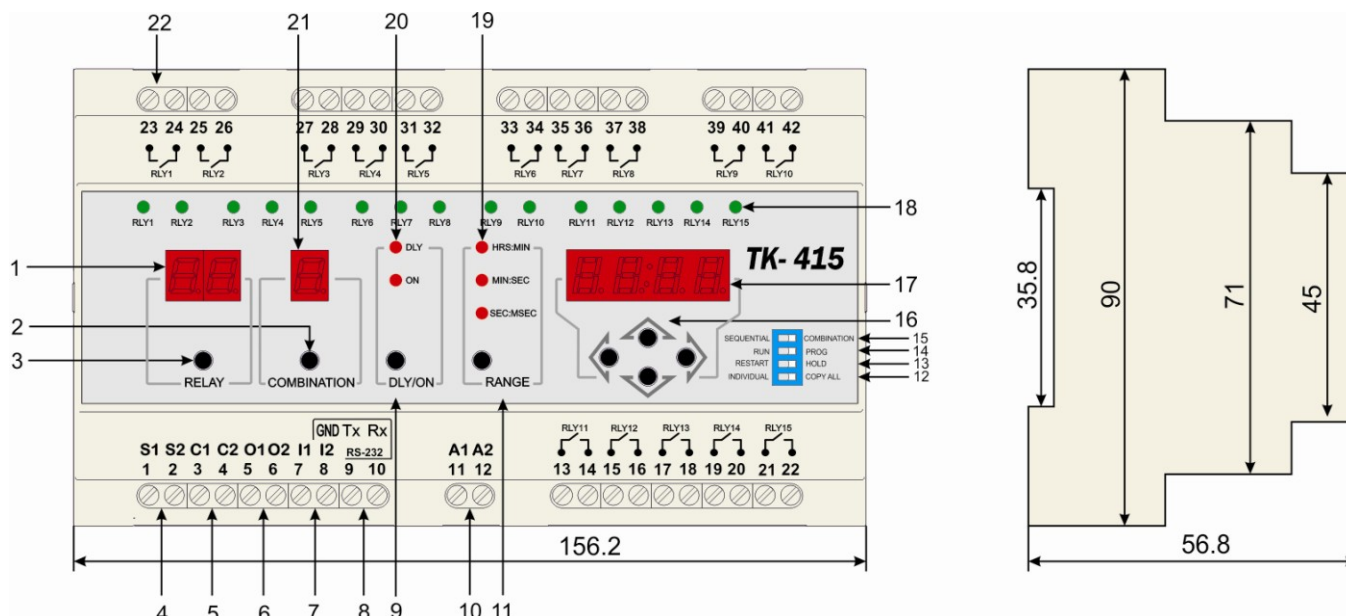 22 21 20 19
23 24 25 26 27 28 29 30 31 32 33 34 35 36 37 38 39 40 41 42
RLY1 RLY2 RLY3 RLY4 RLY5 RLY6 RLY7 RLY8 RLY9 RLY10
RLY1 RLY2 RLY3 RLY4 RLY5 RLY6 RLY7 RLY8 RLY9 RLY10 RLY11 RLY12 RLY13 RLY14 RLY15
18
DLY HRS:MIN
TK- 415
1
ON MIN:SEC
17
SEC:MSEC
16
2
SEQUENTIAL COMBINATION 15
RUN PROG 14
3
RESTART HOLD 13
INDIVIDUAL COPY ALL 12
RELAY COMBINATION DLY/ON RANGE
GND Tx Rx
RLY11 RLY12 RLY13 RLY14 RLY15
S1 S2 C1 C2 O1 O2 I1 I2 RS-232 A1 A2
1 2 3 4 5 6 7 8 9 10 11 12 13 14 15 16 17 18 19 20 21 22
156.2
4 5 6 7 8 9 10 11
35.8
90
71
45
56.8